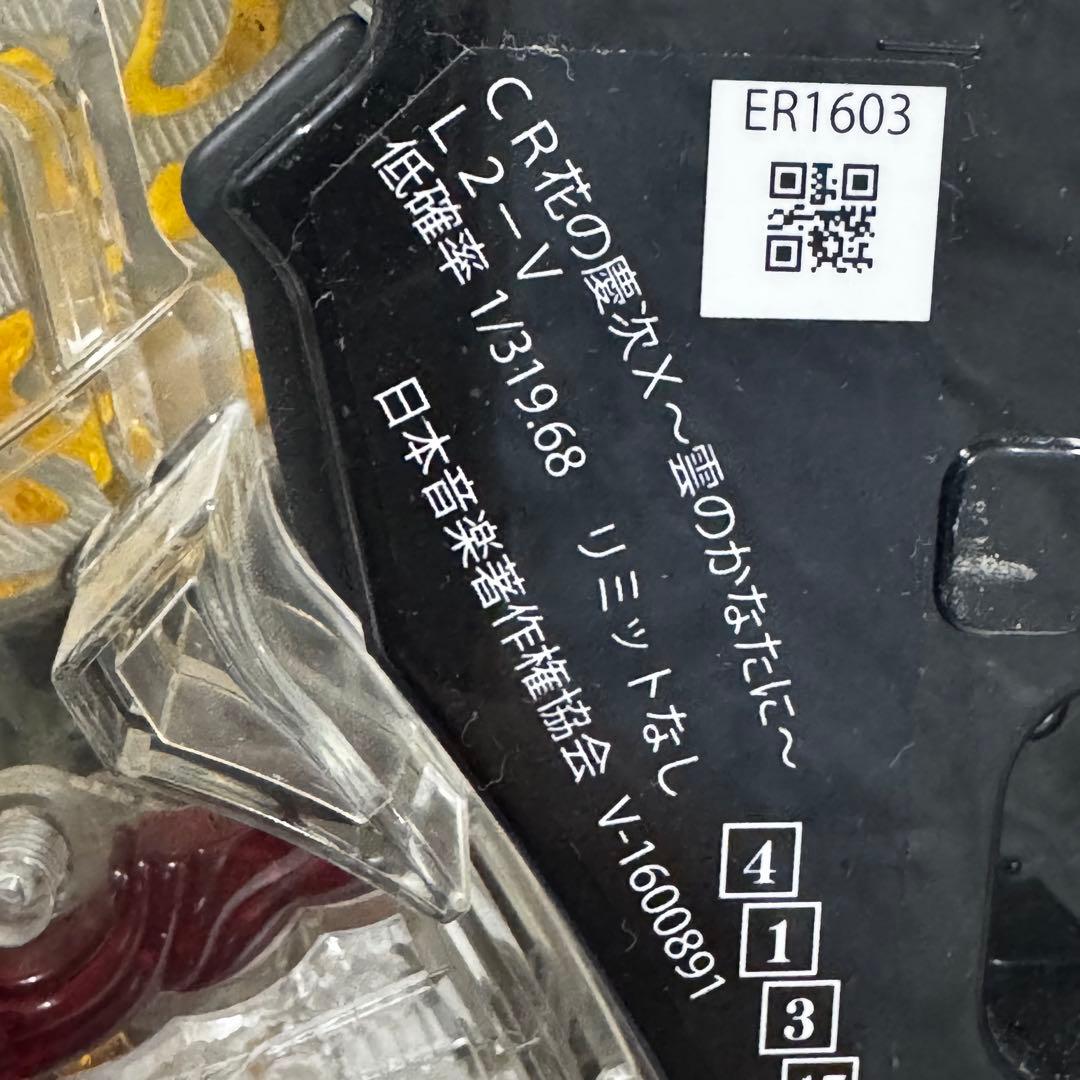 ER1603
CR花の慶次X～雲のかなたに～
L2－V
低確率 1/319.68 リミットなし
日本音楽著作権協会 V-1600891
4
1
3